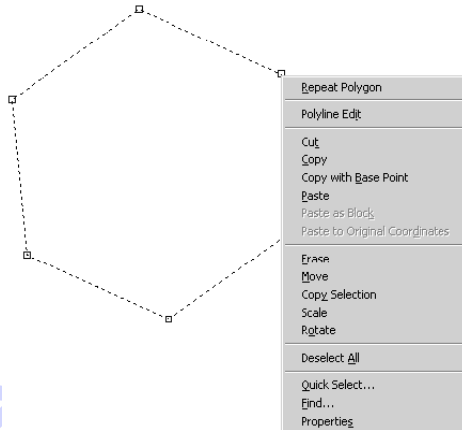 Repeat Polygon
Polyline Edit
Cut
Copy
Copy with Base Point
Paste
Paste as Block
Paste to Original Coordinates
Erase
Move
Copy Selection
Scale
Rotate
Deselect All
Quick Select...
Find...
Properties